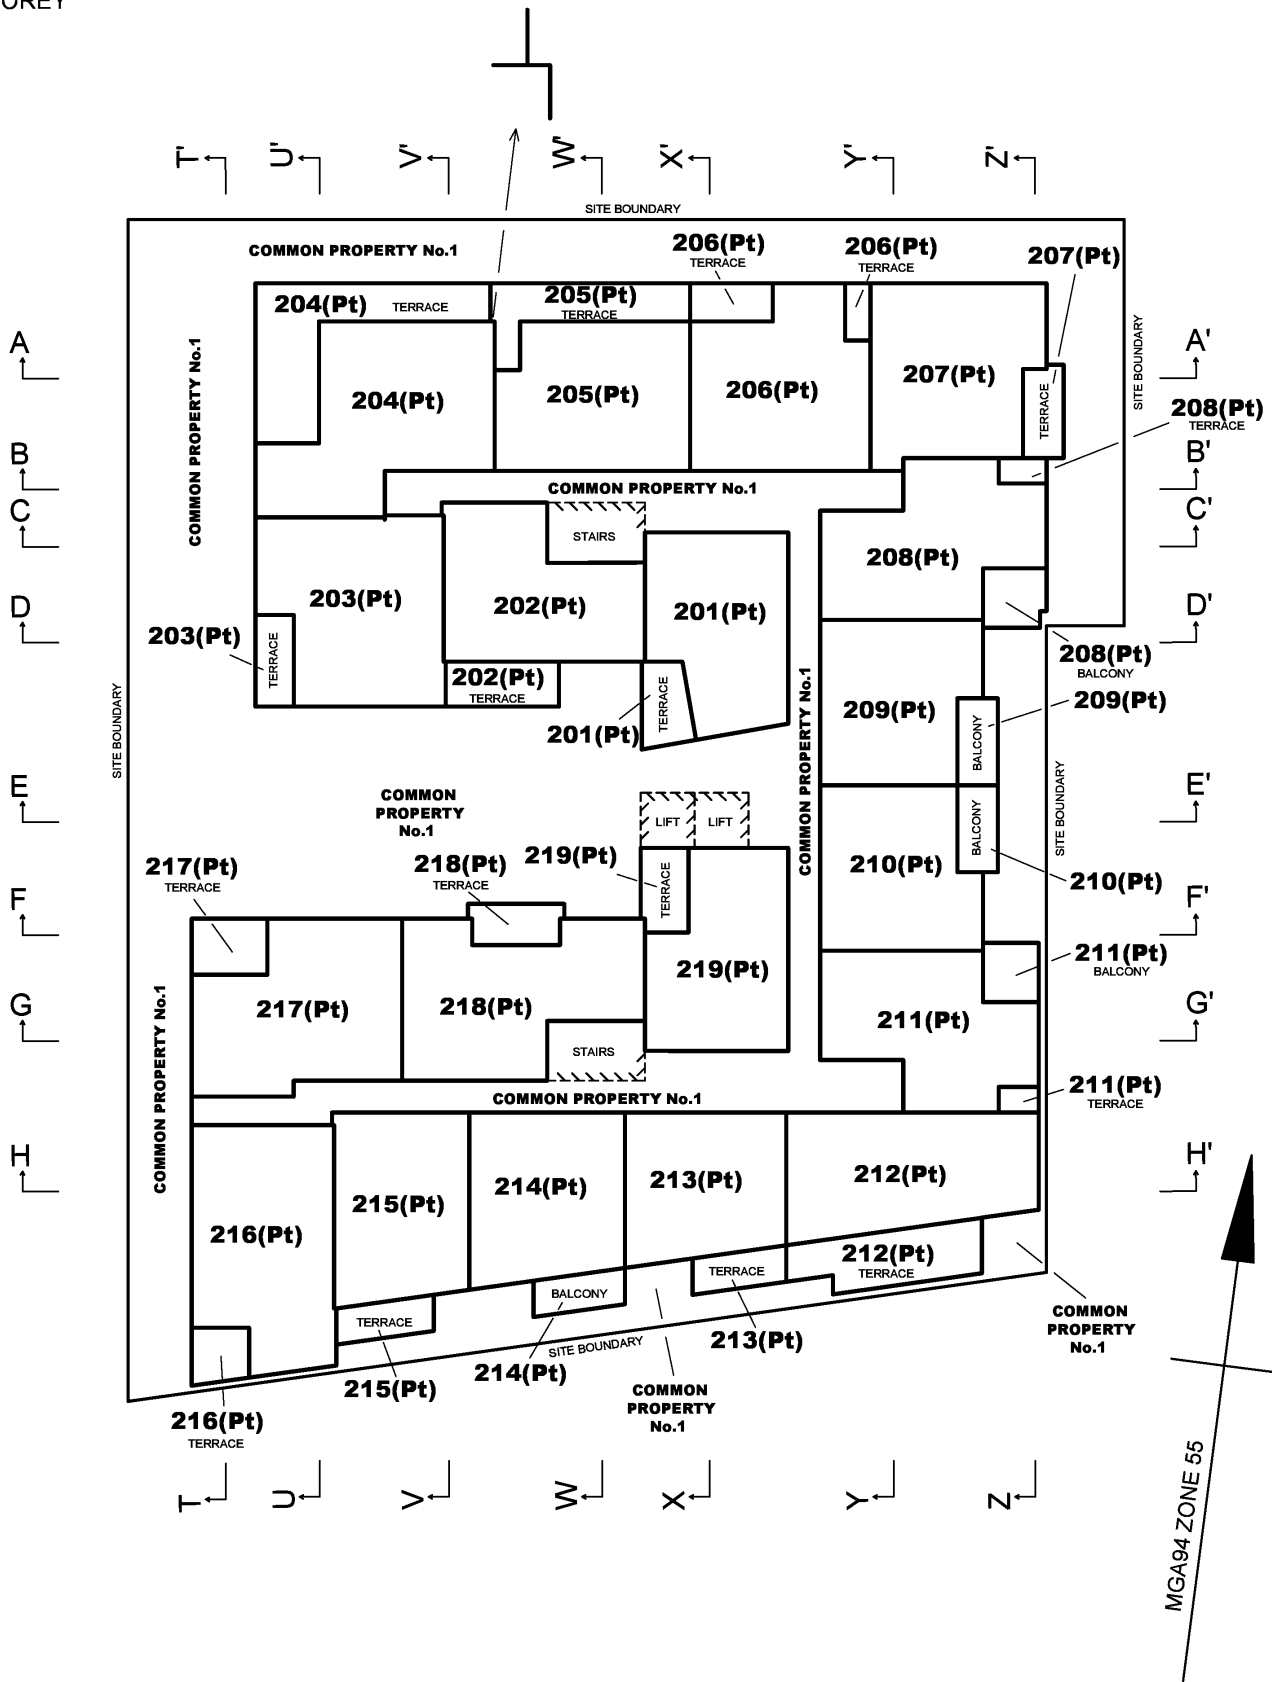 OREY
T'
U'
V'
W'
X'
Y'
Z'
SITE BOUNDARY
COMMON PROPERTY No.1
206(Pt)
TERRACE
206(Pt)
TERRACE
207(Pt)
204(Pt)
TERRACE
205(Pt)
TERRACE
A
A'
COMMON PROPERTY No.1
SITE BOUNDARY
204(Pt)
205(Pt)
206(Pt)
207(Pt)
TERRACE
208(Pt)
TERRACE
B
B'
COMMON PROPERTY No.1
C
C'
STAIRS
208(Pt)
203(Pt)
202(Pt)
201(Pt)
D
D'
203(Pt)
TERRACE
208(Pt)
BALCONY
202(Pt)
TERRACE
TERRACE
201(Pt)
COMMON PROPERTY No.1
209(Pt)
BALCONY
209(Pt)
SITE BOUNDARY
E
E'
COMMON
PROPERTY
No.1
LIFT
LIFT
BALCONY
SITE BOUNDARY
217(Pt)
TERRACE
218(Pt)
TERRACE
219(Pt)
TERRACE
210(Pt)
210(Pt)
F
F'
211(Pt)
BALCONY
219(Pt)
217(Pt)
218(Pt)
211(Pt)
G
G'
STAIRS
COMMON PROPERTY No.1
COMMON PROPERTY No.1
211(Pt)
TERRACE
H
H'
216(Pt)
215(Pt)
214(Pt)
213(Pt)
212(Pt)
212(Pt)
TERRACE
TERRACE
BALCONY
TERRACE
SITE BOUNDARY
213(Pt)
214(Pt)
215(Pt)
COMMON
PROPERTY
No.1
COMMON
PROPERTY
No.1
216(Pt)
TERRACE
T
U
V
W
X
Y
Z
MGA94 ZONE 55